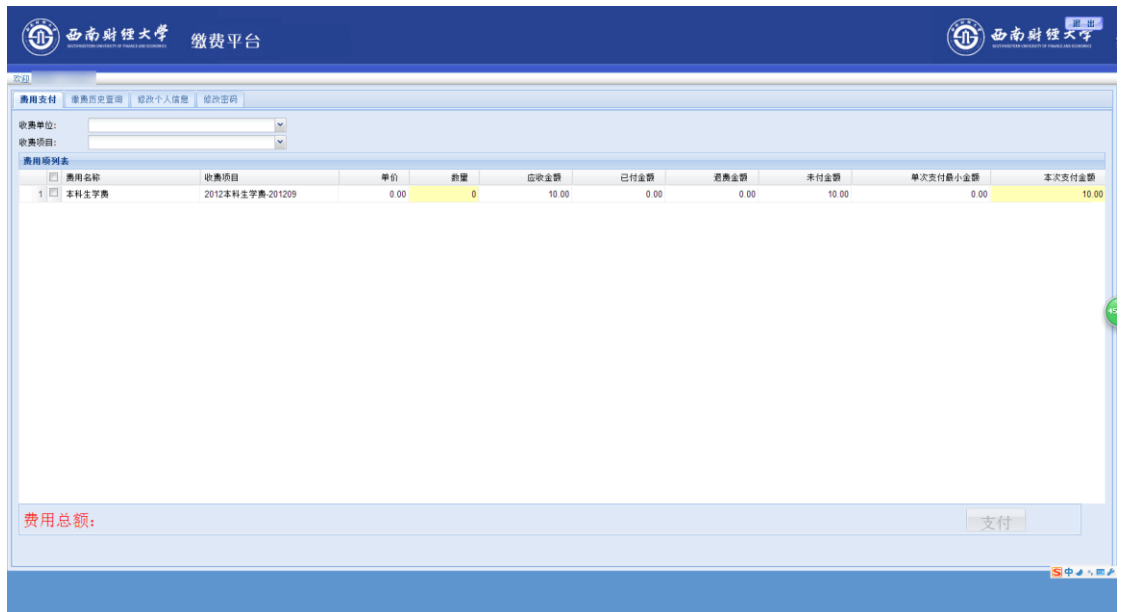 西南财经大学 缴费平台
西南财经大学
退 出
欢迎
费用支付 缴费历史查询 修改个人信息 修改密码
收费单位:
收费项目:
费用项列表
费用名称 收费项目 单价 数量 应收金额 已付金额 退费金额 未付金额 单次支付最小金额 本次支付金额
1 本科生学费 2012本科生学费-201209 0.00 0 10.00 0.00 0.00 10.00 0.00 10.00
45
费用总额：
支付
S中